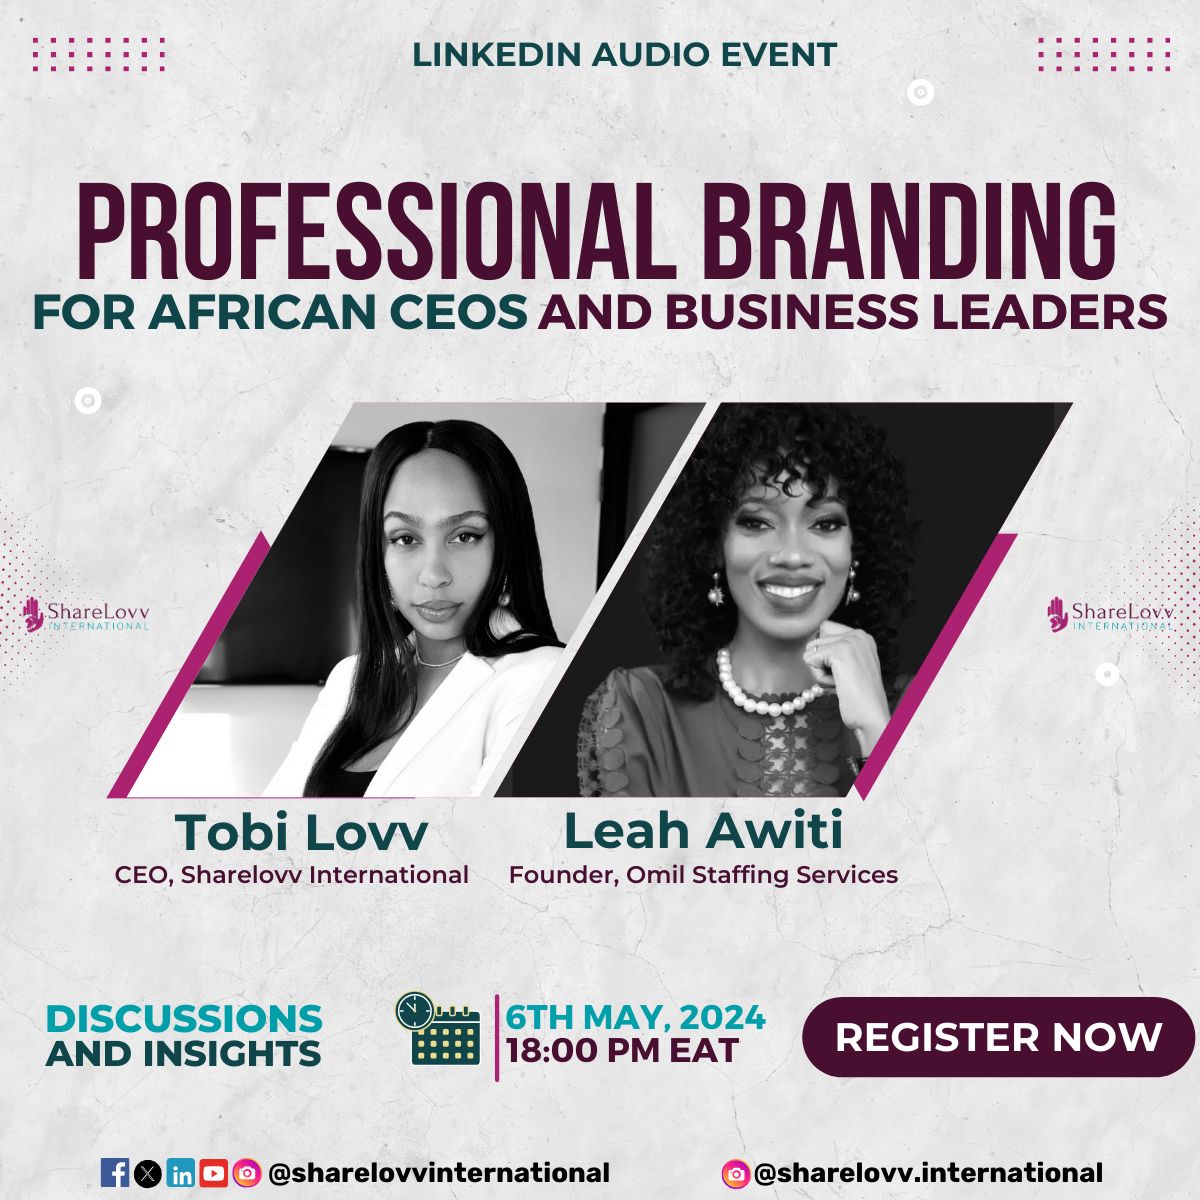 LINKEDIN AUDIO EVENT
PROFESSIONAL BRANDING
FOR AFRICAN CEOS AND BUSINESS LEADERS
ShareLovv
INTERNATIONAL
ShareLovv
INTERNATIONAL
Tobi Lovv
CEO, Sharelovv International
Leah Awiti
Founder, Omil Staffing Services
DISCUSSIONS
AND INSIGHTS
6TH MAY, 2024
18:00 PM EAT
REGISTER NOW
@sharelovvinternational
@sharelovv.international